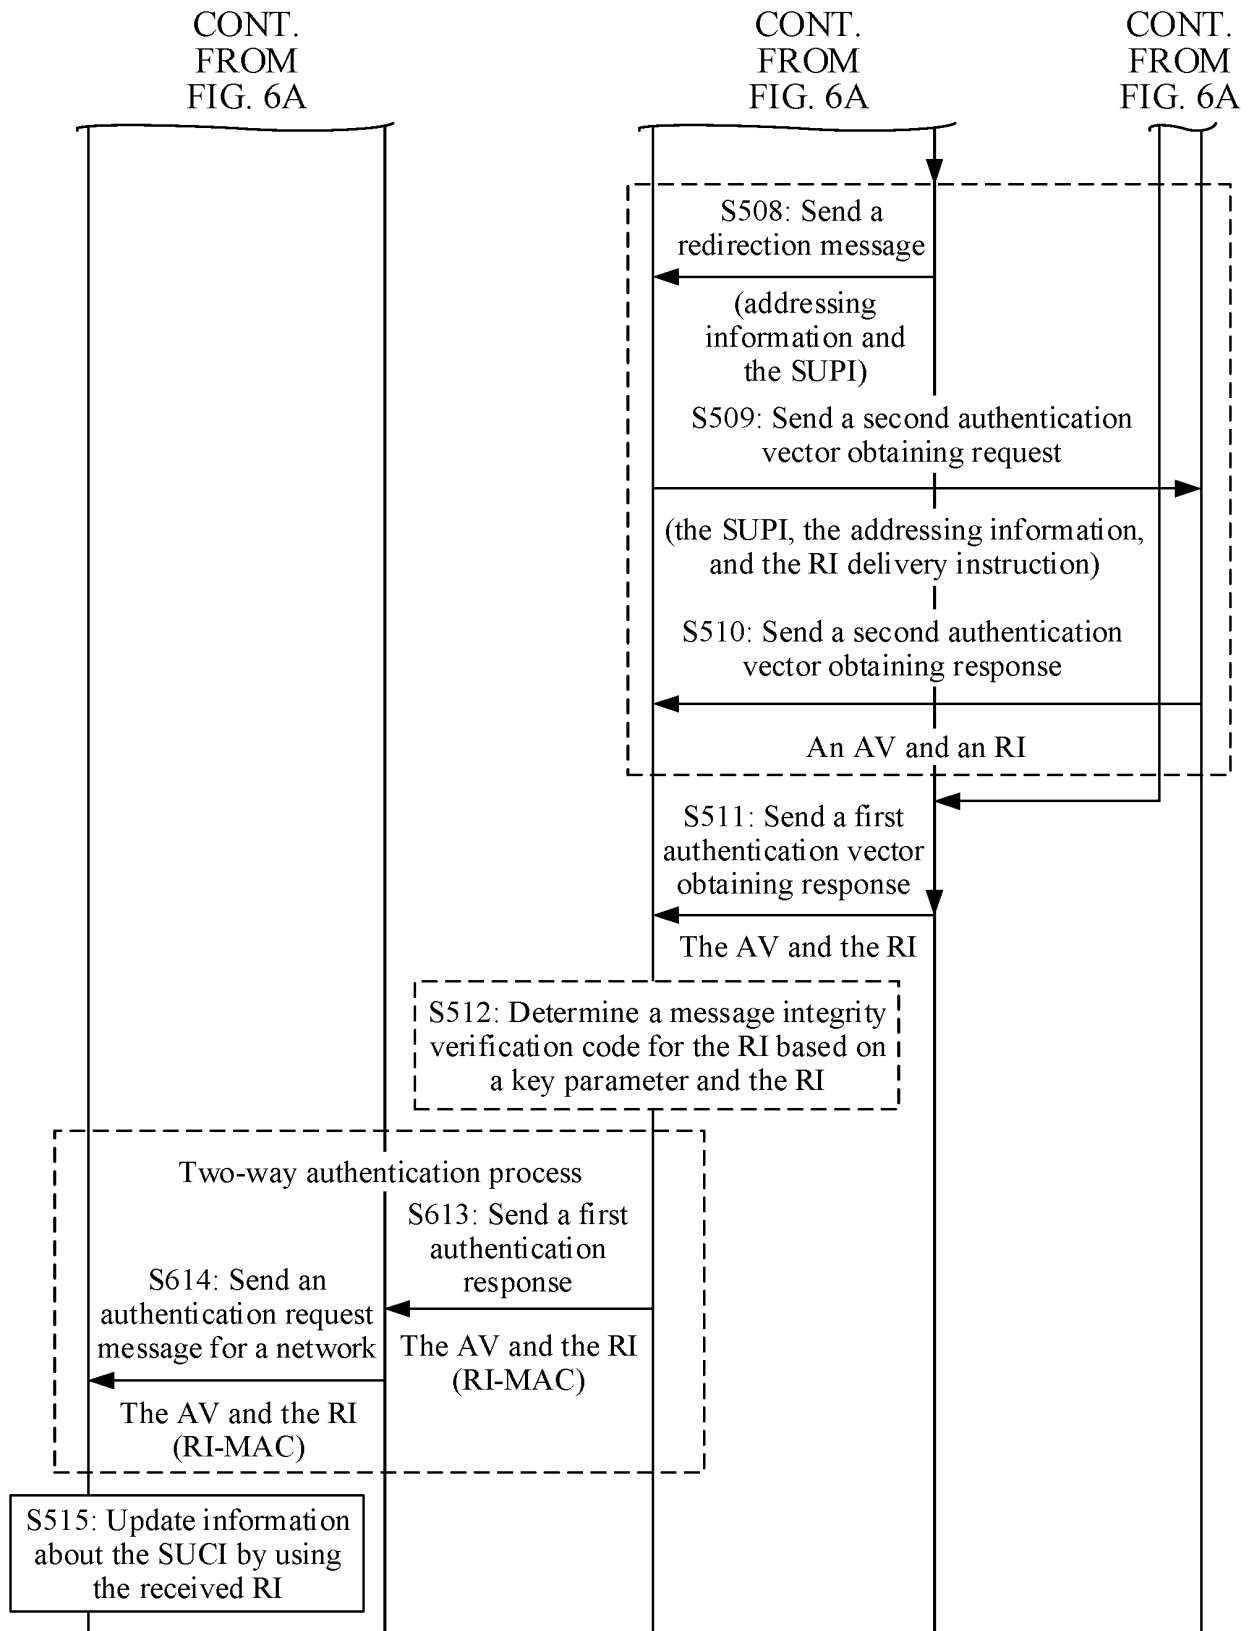 CONT.
FROM
FIG. 6A
CONT.
FROM
FIG. 6A
CONT.
FROM
FIG. 6A
S508: Send a
redirection message
(addressing
information and
the SUPI)
S509: Send a second authentication
vector obtaining request
(the SUPI, the addressing information,
and the RI delivery instruction)
S510: Send a second authentication
vector obtaining response
An AV and an RI
S511: Send a first
authentication vector
obtaining response
The AV and the RI
S512: Determine a message integrity
verification code for the RI based on
a key parameter and the RI
Two-way authentication process
S613: Send a first
authentication
response
The AV and the RI
(RI-MAC)
S614: Send an
authentication request
message for a network
The AV and the RI
(RI-MAC)
S515: Update information
about the SUCI by using
the received RI